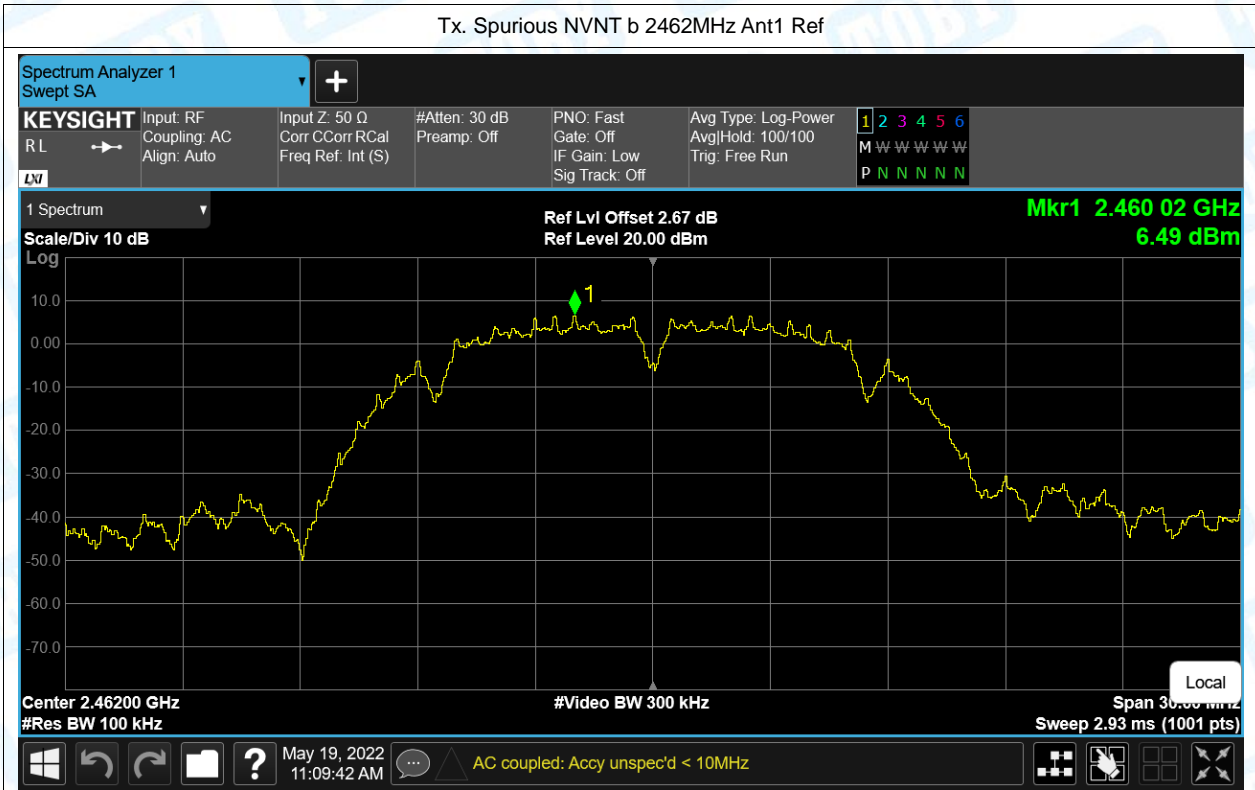 Tx. Spurious NVNT b 2462MHz Ant1 Ref
Spectrum Analyzer 1
Swept SA
KEYSIGHT
R L
LXI
Input: RF
Coupling: AC
Align: Auto
Input Z: 50 Ω
Corr CCorr RCal
Freq Ref: Int (S)
#Atten: 30 dB
Preamp: Off
PNO: Fast
Gate: Off
IF Gain: Low
Sig Track: Off
Avg Type: Log-Power
Avg|Hold: 100/100
Trig: Free Run
1 2 3 4 5 6
M W W W W W
P N N N N N
1 Spectrum
Scale/Div 10 dB
Log
Ref Lvl Offset 2.67 dB
Ref Level 20.00 dBm
Mkr1 2.460 02 GHz
6.49 dBm
1
10.0
0.00
-10.0
-20.0
-30.0
-40.0
-50.0
-60.0
-70.0
Local
Center 2.46200 GHz
#Res BW 100 kHz
#Video BW 300 kHz
Span 30.00 MHz
Sweep 2.93 ms (1001 pts)
?
May 19, 2022
11:09:42 AM
AC coupled: Accy unspec'd < 10MHz